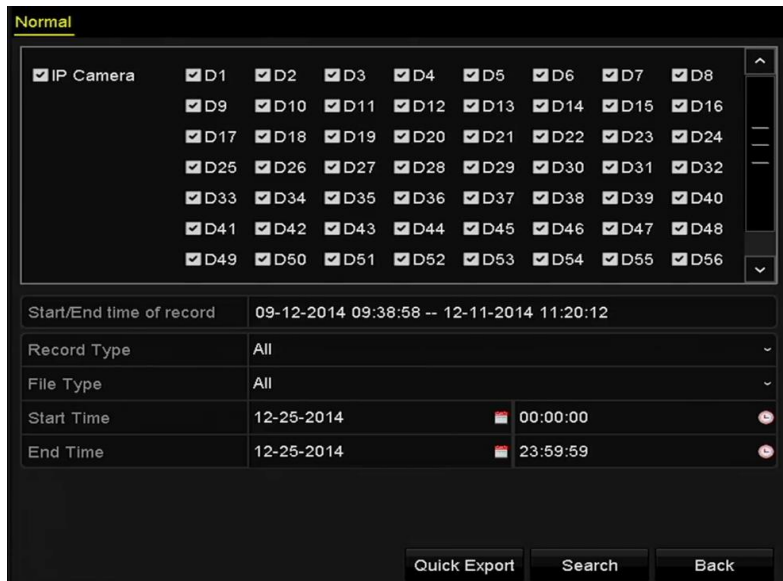 Normal
IP Camera D1 D2 D3 D4 D5 D6 D7 D8
D9 D10 D11 D12 D13 D14 D15 D16
D17 D18 D19 D20 D21 D22 D23 D24
D25 D26 D27 D28 D29 D30 D31 D32
D33 D34 D35 D36 D37 D38 D39 D40
D41 D42 D43 D44 D45 D46 D47 D48
D49 D50 D51 D52 D53 D54 D55 D56
Start/End time of record 09-12-2014 09:38:58 -- 12-11-2014 11:20:12
Record Type All
File Type All
Start Time 12-25-2014 00:00:00
End Time 12-25-2014 23:59:59
Quick Export Search Back